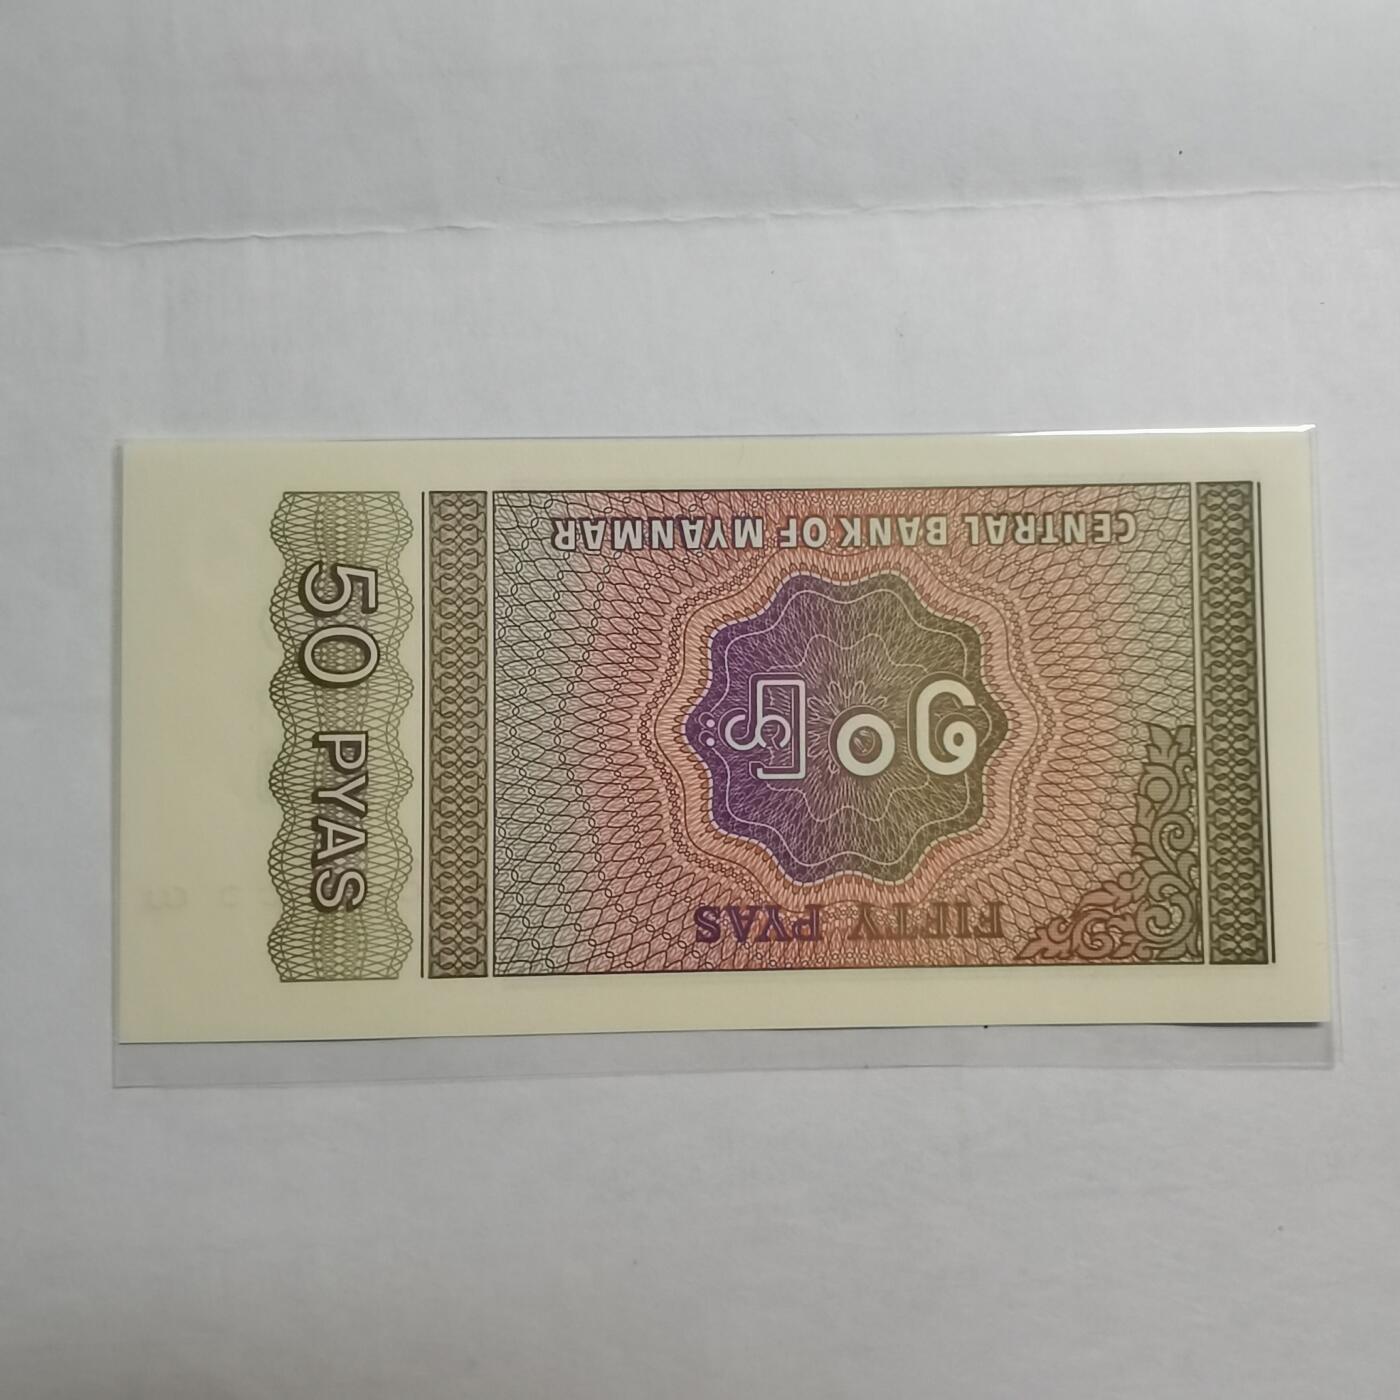 FIFTY PYAS
၅၀ ပြား
CENTRAL BANK OF MYANMAR
50 PYAS